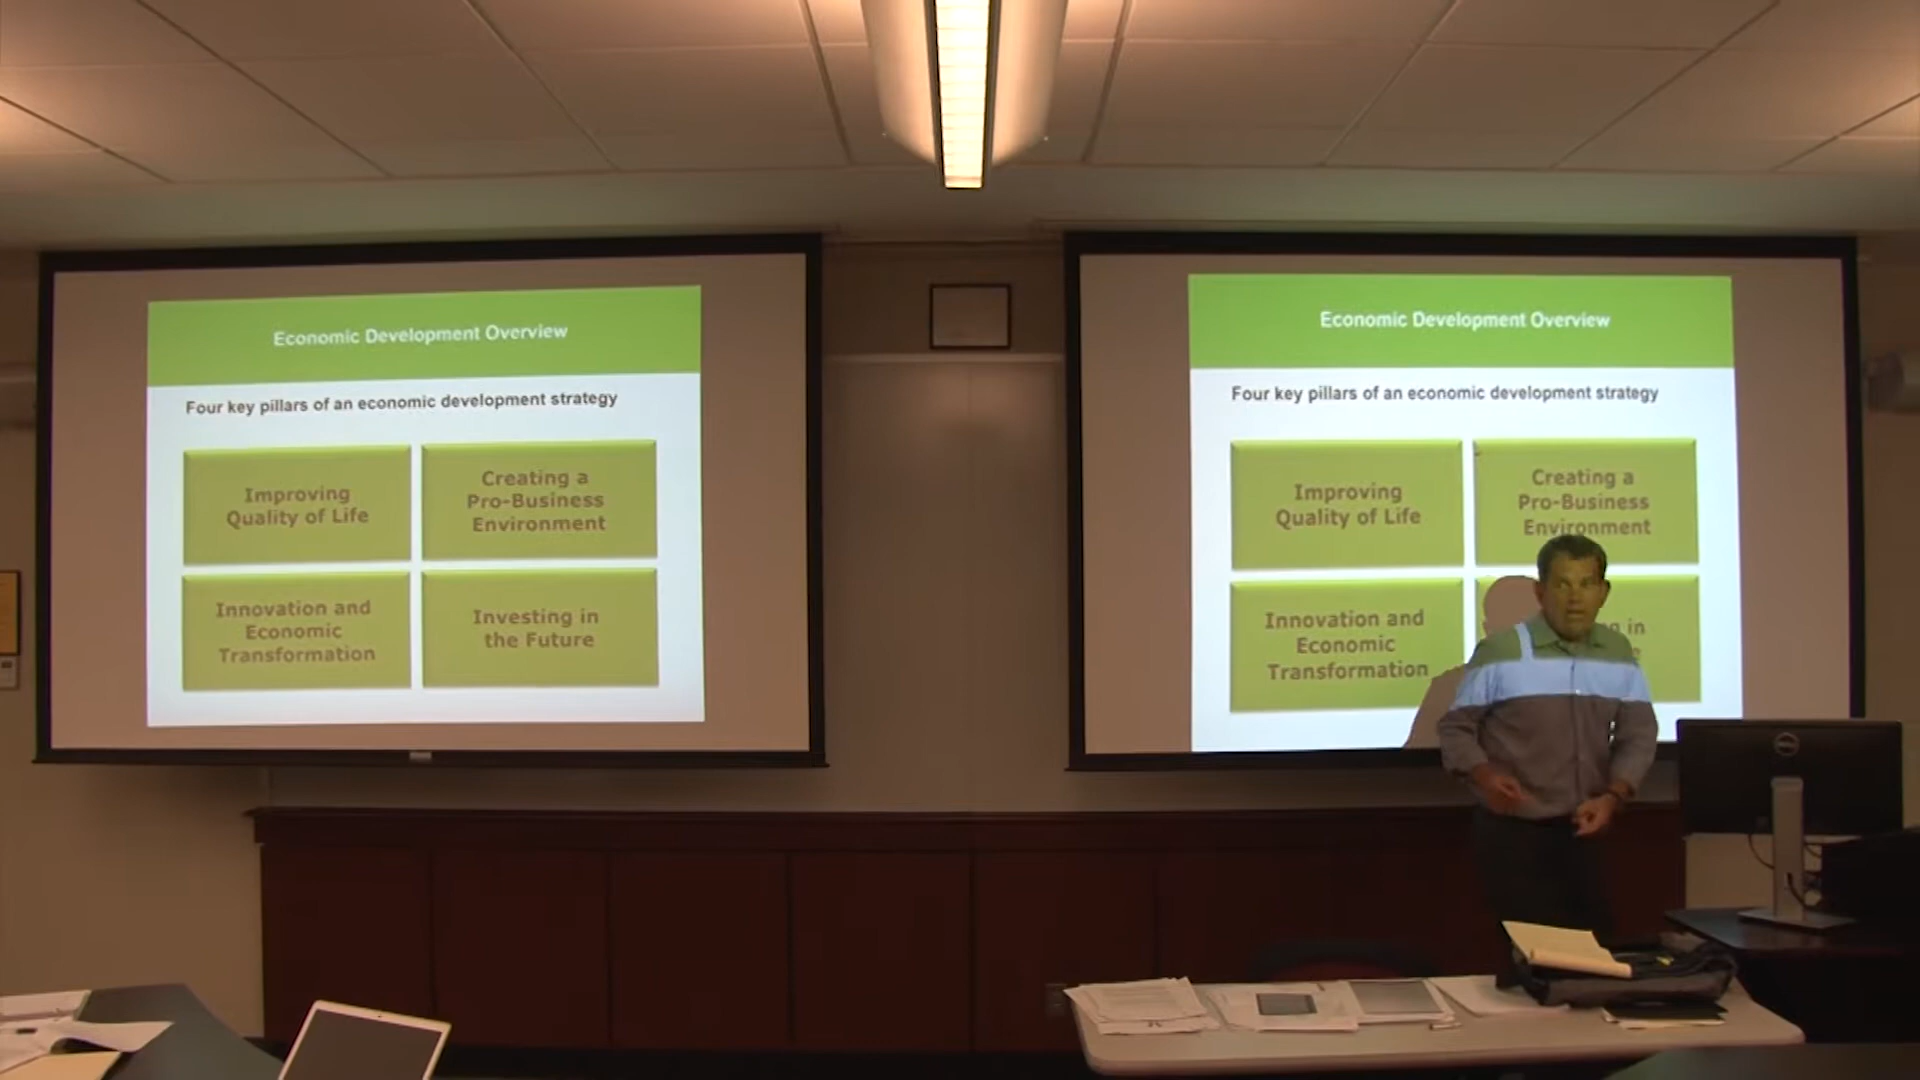 Economic Development Overview
Four key pillars of an economic development strategy
Improving
Quality of Life
Creating a
Pro-Business
Environment
Innovation and
Economic
Transformation
Investing in
the Future
Economic Development Overview
Four key pillars of an economic development strategy
Improving
Quality of Life
Creating a
Pro-Business
Environment
Innovation and
Economic
Transformation
in
DELL